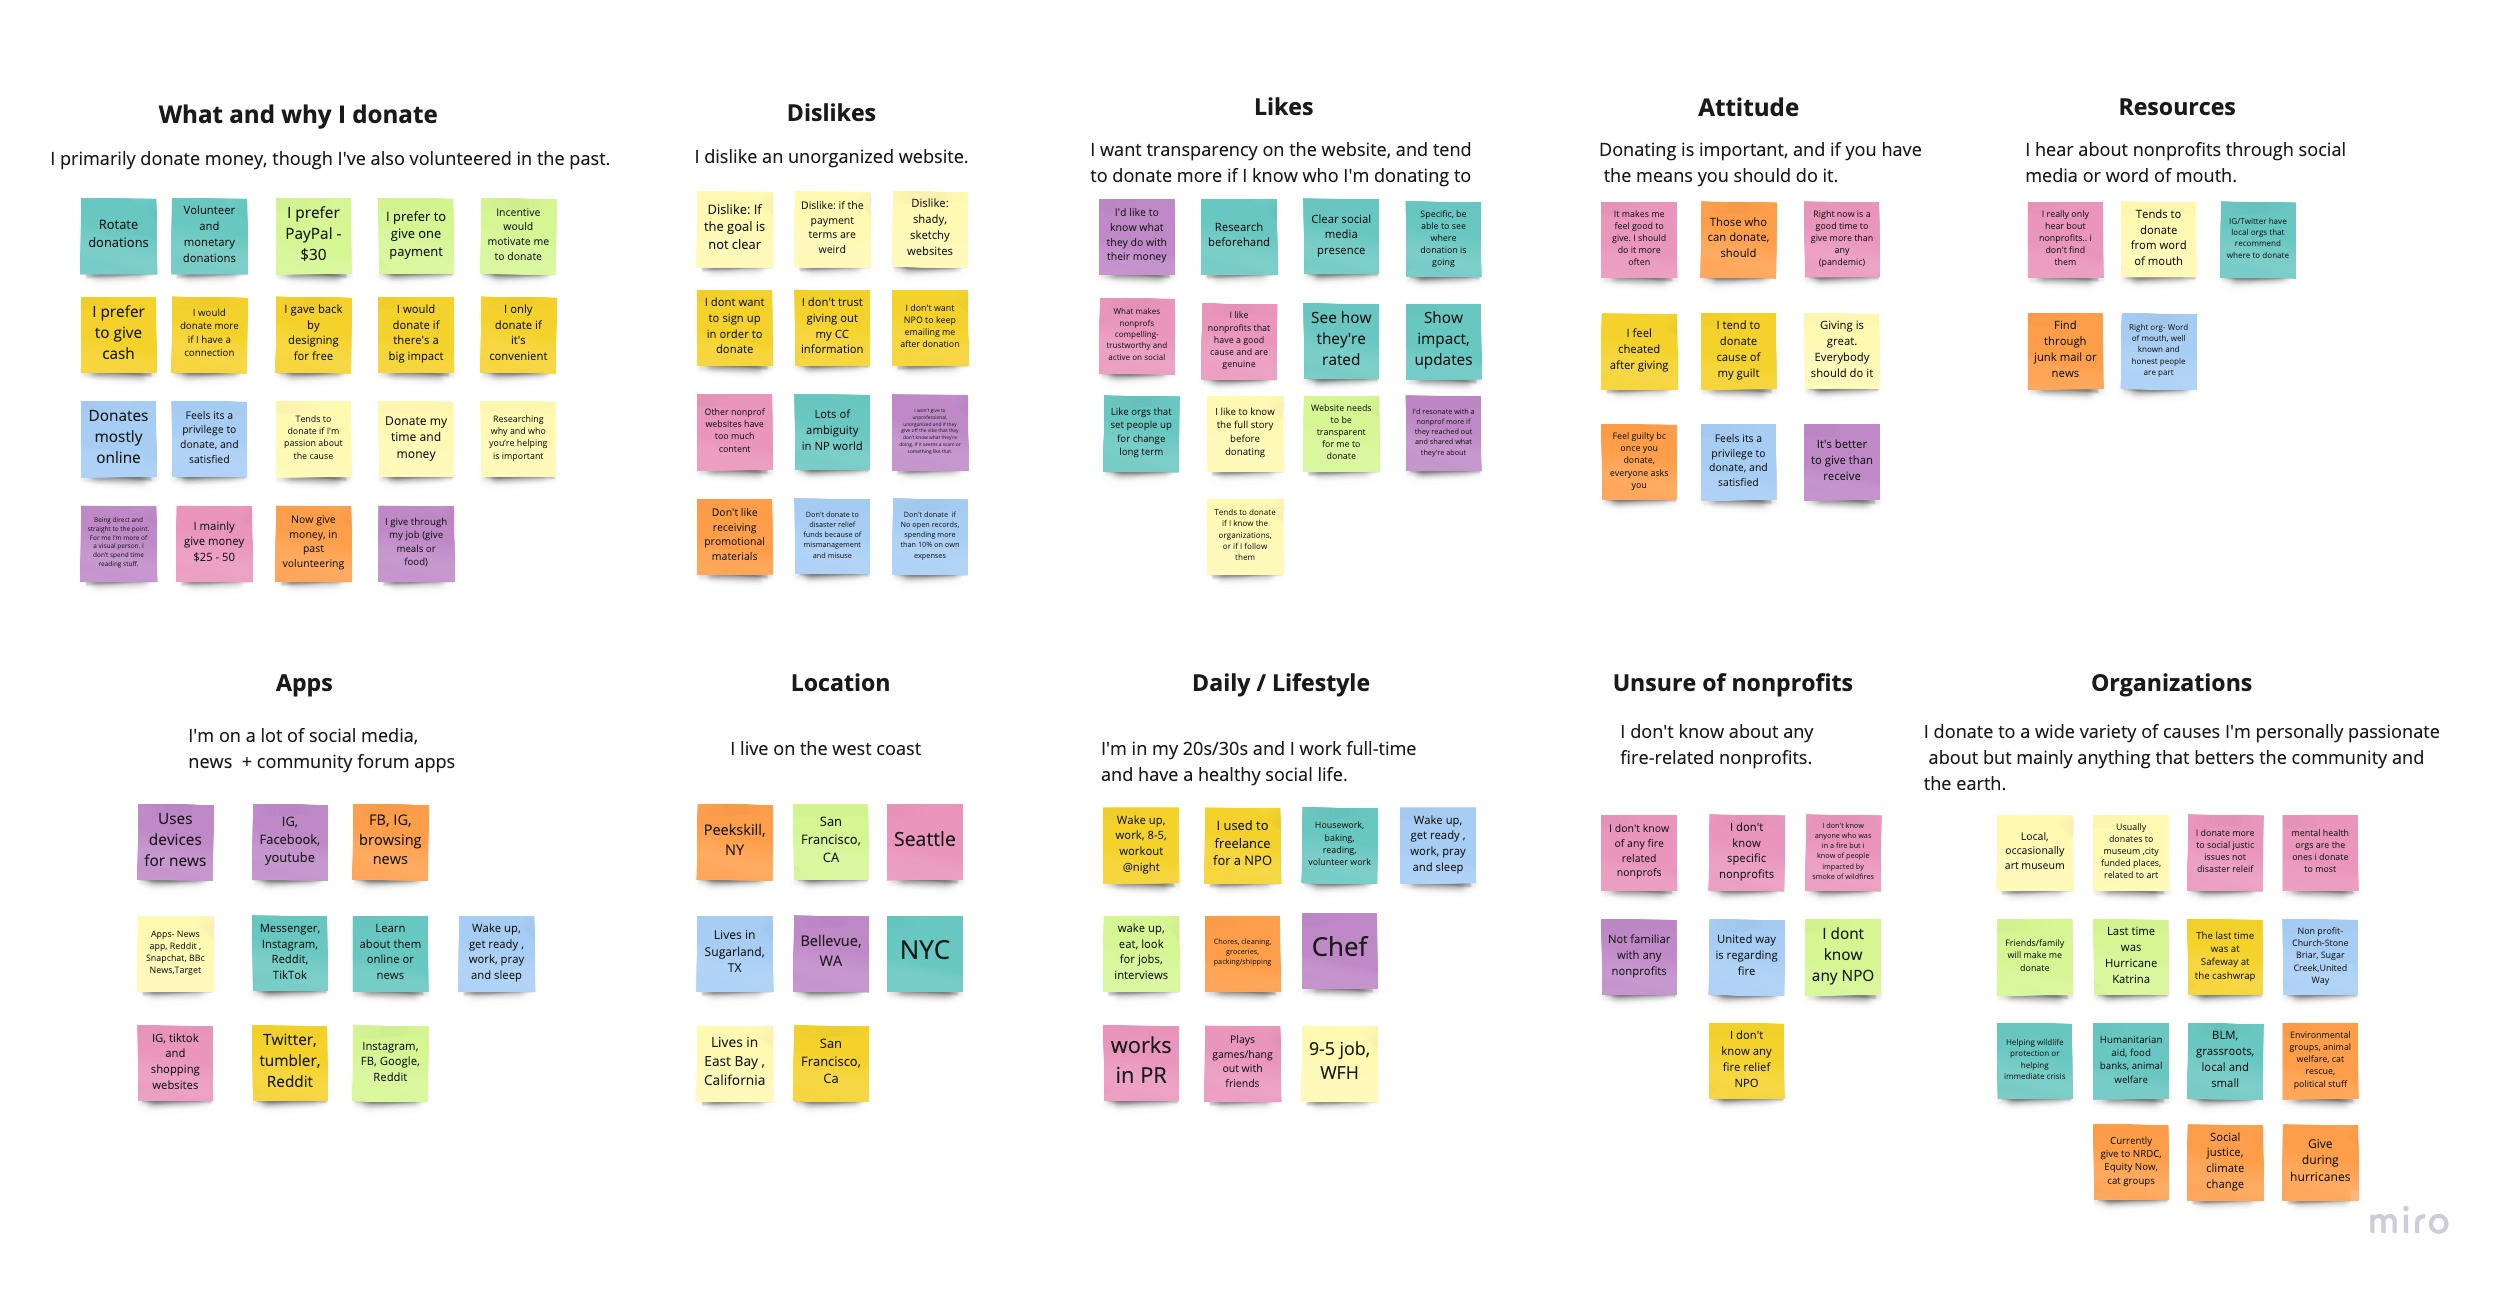 What and why I donate
I primarily donate money, though I've also volunteered in the past.
Rotate
donations
Volunteer
and
monetary
donations
I prefer
PayPal -
$30
I prefer to
give one
payment
Incentive
would
motivate me
to donate
I prefer
to give
cash
I would
donate more
if I have a
connection
I gave back
by
designing
for free
I would
donate if
there's a
big impact
I only
donate if
it's
convenient
Donates
mostly
online
Feels its a
privilege to
donate, and
satisfied
Tends to
donate if I'm
passion about
the cause
Donate my
time and
money
Researching
why and who
you're helping
is important
Being direct and
straight to the point.
For me I'm more of
a visual person. I
don't spend time
reading stuff.
I mainly
give money
$25 - 50
Now give
money, in
past
volunteering
I give through
my job (give
meals or
food)
Dislikes
I dislike an unorganized website.
Dislike: If
the goal is
not clear
Dislike: if the
payment
terms are
weird
Dislike:
shady,
sketchy
websites
I dont want
to sign up
in order to
donate
I don't trust
giving out
my CC
information
I don't want
NPO to keep
emailing me
after donation
Other nonprof
websites have
too much
content
Lots of
ambiguity
in NP world
I won't give to
unprofessional,
unorganized and if they
give off the vibe that they
don't know what they're
doing. If it seems a scam or
something like that.
Don't like
receiving
promotional
materials
Don't donate to
disaster relief
funds because of
mismanagement
and misuse
Don't donate if
No open records,
spending more
than 10% on own
expenses
Likes
I want transparency on the website, and tend
to donate more if I know who I'm donating to
I'd like to
know what
they do with
their money
Research
beforehand
Clear social
media
presence
Specific, be
able to see
where
donation is
going
What makes
nonprofs
compelling-
trustworthy and
active on social
I like
nonprofits that
have a good
cause and are
genuine
See how
they're
rated
Show
impact,
updates
Like orgs that
set people up
for change
long term
I like to know
the full story
before
donating
Website needs
to be
transparent
for me to
donate
I'd resonate with a
nonprof more if
they reached out
and shared what
they're about
Tends to donate
if I know the
organizations,
or if I follow
them
Attitude
Donating is important, and if you have
the means you should do it.
It makes me
feel good to
give. I should
do it more
often
Those who
can donate,
should
Right now is a
good time to
give more than
any
(pandemic)
I feel
cheated
after giving
I tend to
donate
cause of
my guilt
Giving is
great.
Everybody
should do it
Feel guilty bc
once you
donate,
everyone asks
you
Feels its a
privilege to
donate, and
satisfied
It's better
to give than
receive
Resources
I hear about nonprofits through social
media or word of mouth.
I really only
hear bout
nonprofits.. i
don't find
them
Tends to
donate
from word
of mouth
IG/Twitter have
local orgs that
recommend
where to donate
Find
through
junk mail or
news
Right org- Word
of mouth, well
known and
honest people
are part
Apps
I'm on a lot of social media,
news + community forum apps
Uses
devices
for news
IG,
Facebook,
youtube
FB, IG,
browsing
news
Apps- News
app, Reddit ,
Snapchat, BBc
News,Target
Messenger,
Instagram,
Reddit,
TikTok
Learn
about them
online or
news
Wake up,
get ready ,
work, pray
and sleep
IG, tiktok
and
shopping
websites
Twitter,
tumbler,
Reddit
Instagram,
FB, Google,
Reddit
Location
I live on the west coast
Peekskill,
NY
San
Francisco,
CA
Seattle
Lives in
Sugarland,
TX
Bellevue,
WA
NYC
Lives in
East Bay ,
California
San
Francisco,
Ca
Daily / Lifestyle
I'm in my 20s/30s and I work full-time
and have a healthy social life.
Wake up,
work, 8-5,
workout
@night
I used to
freelance
for a NPO
Housework,
baking,
reading,
volunteer work
Wake up,
get ready ,
work, pray
and sleep
wake up,
eat, look
for jobs,
interviews
Chores, cleaning,
groceries,
packing/shipping
Chef
works
in PR
Plays
games/hang
out with
friends
9-5 job,
WFH
Unsure of nonprofits
I don't know about any
fire-related nonprofits.
I don't know
of any fire
related
nonprofs
I don't
know
specific
nonprofits
I don't know
anyone who was
in a fire but i
know of people
impacted by
smoke of wildfires
Not familiar
with any
nonprofits
United way
is regarding
fire
I dont
know
any NPO
I don't
know any
fire relief
NPO
Organizations
I donate to a wide variety of causes I'm personally passionate
about but mainly anything that betters the community and
the earth.
Local,
occasionally
art museum
Usually
donates to
museum ,city
funded places,
related to art
I donate more
to social justic
issues not
disaster releif
mental health
orgs are the
ones i donate
to most
Friends/family
will make me
donate
Last time
was
Hurricane
Katrina
The last time
was at
Safeway at
the cashwrap
Non profit-
Church-Stone
Briar, Sugar
Creek,United
Way
Helping wildlife
protection or
helping
immediate crisis
Humanitarian
aid, food
banks, animal
welfare
BLM,
grassroots,
local and
small
Environmental
groups, animal
welfare, cat
rescue,
political stuff
Currently
give to NRDC,
Equity Now,
cat groups
Social
justice,
climate
change
Give
during
hurricanes
miro